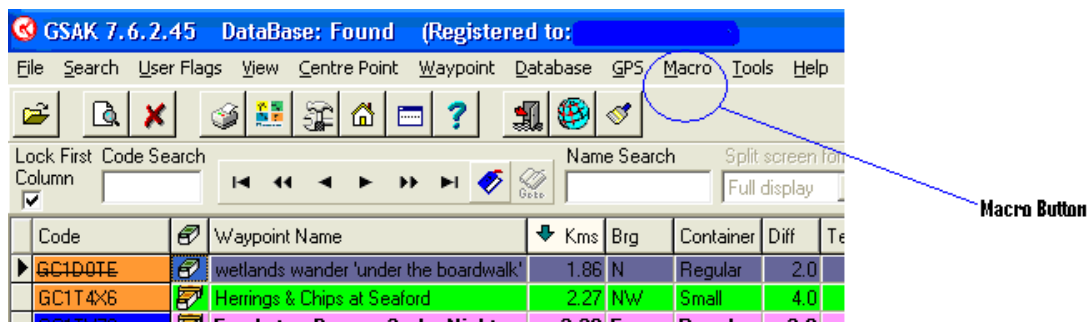 GSAK 7.6.2.45 DataBase: Found (Registered to:
File Search User Flags View Centre Point Waypoint Database GPS Macro Tools Help
Lock First Column
Code Search
Name Search
Split screen
Goto
Full display
Macro Button
Code Waypoint Name Kms Brg Container Diff Te
GC1D0TE wetlands wander 'under the boardwalk' 1.86 N Regular 2.0
GC1T4X6 Herrings & Chips at Seaford 2.27 NW Small 4.0